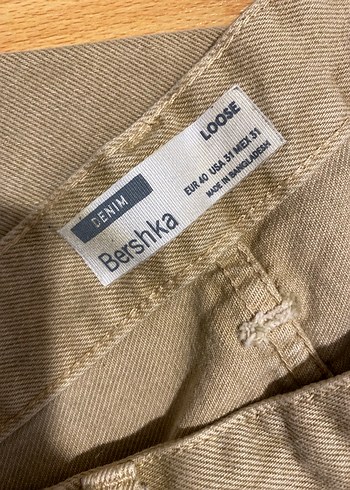 DENIM
Bershka
LOOSE
EUR 40 USA 31 MEX 31
MADE IN BANGLADESH